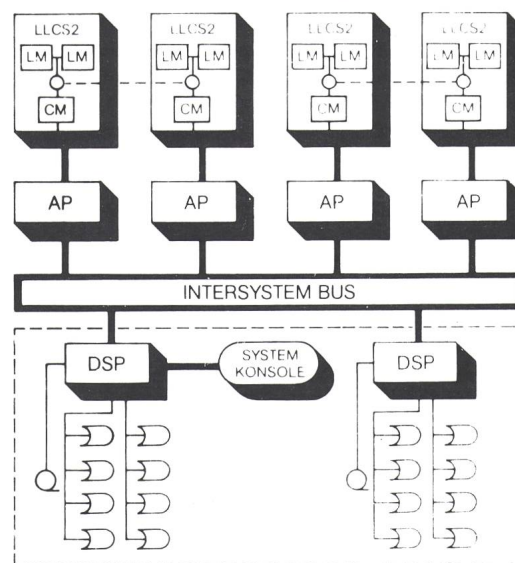 LLCS2 LLCS2 LLCS2 LLCS2
LM LM LM LM LM LM LM LM
CM CM CM CM
AP AP AP AP
INTERSYSTEM BUS
DSP SYSTEM KONSOLE DSP